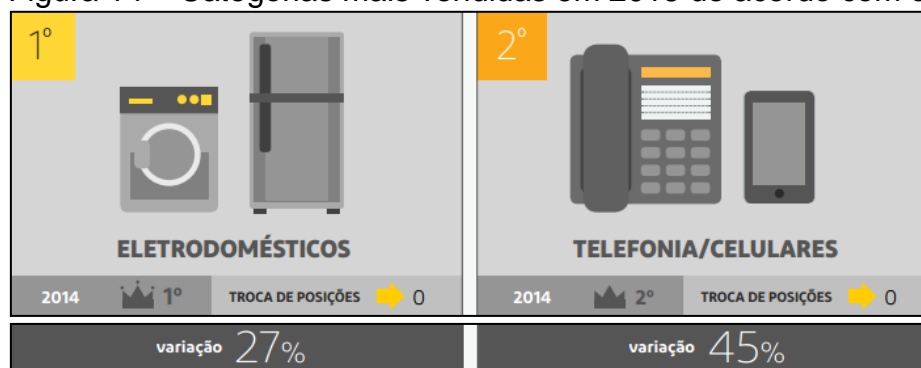 1º
ELETRODOMÉSTICOS
2014 1º TROCA DE POSIÇÕES 0
variação 27%
2º
TELEFONIA/CELULARES
2014 2º TROCA DE POSIÇÕES 0
variação 45%